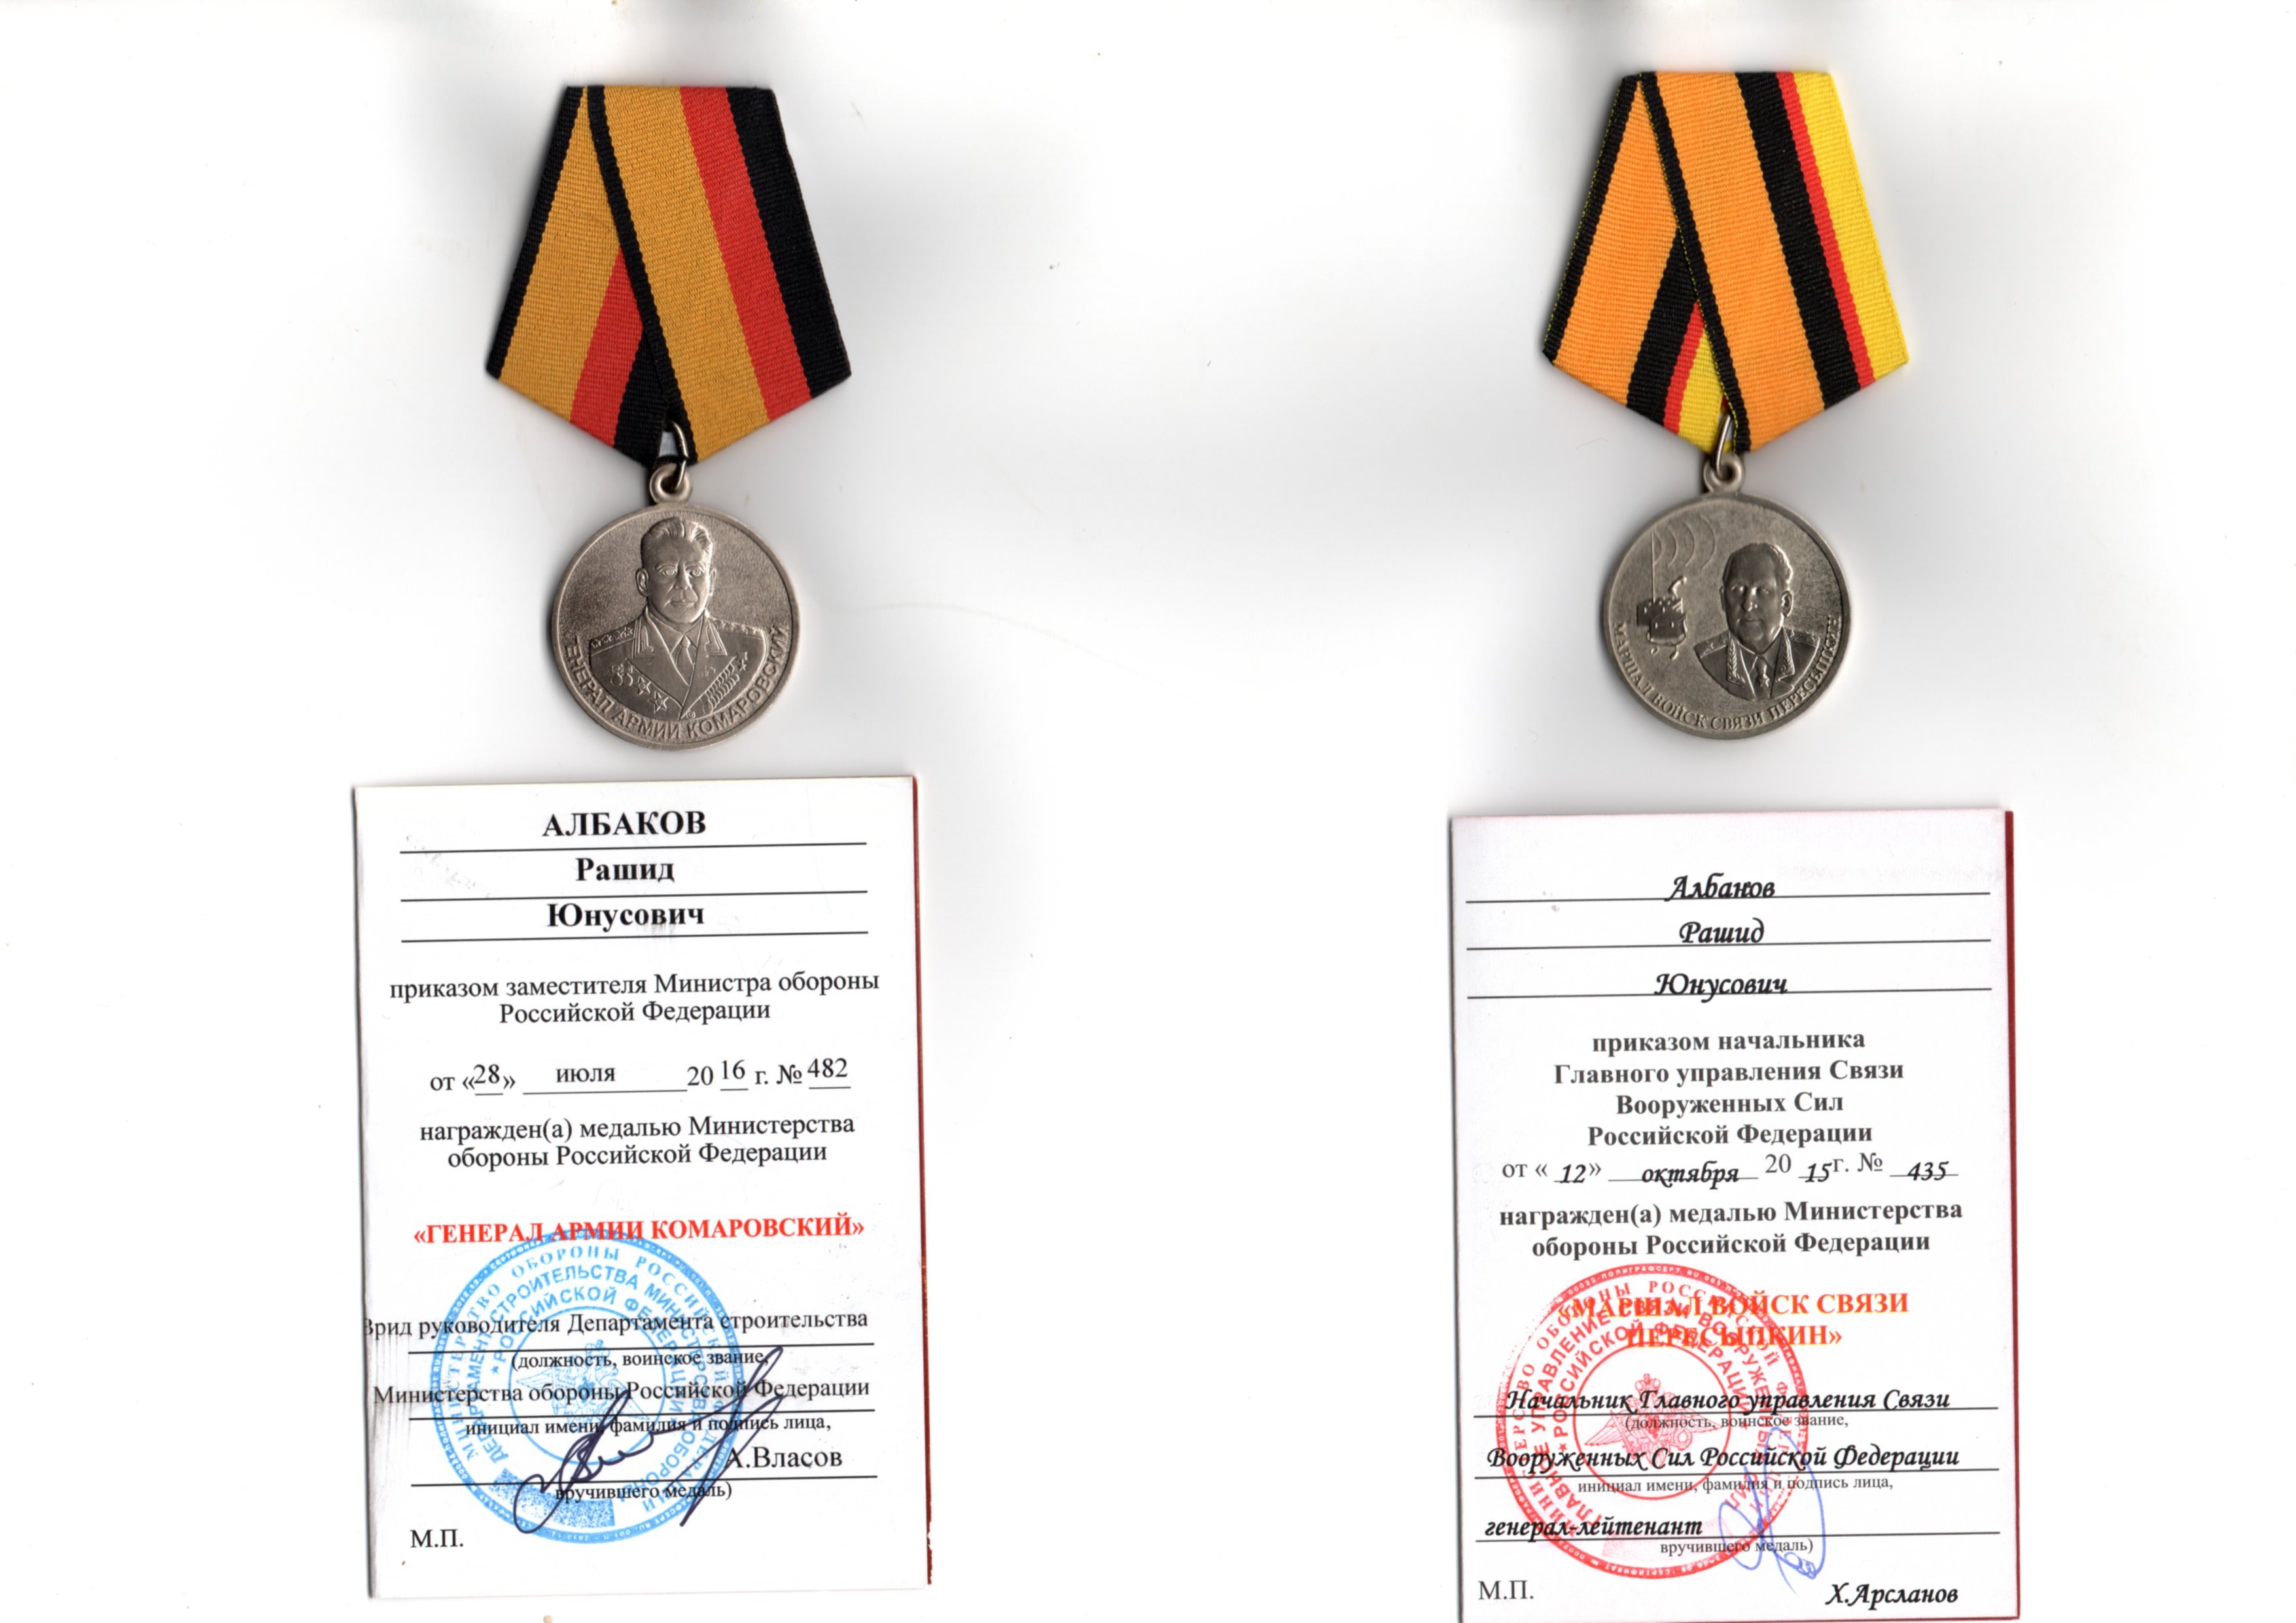 ГЕНЕРАЛ АРМИИ КОМАРОВСКИЙ
АЛБАКОВ
Рашид
Юнусович
приказом заместителя Министра обороны
Российской Федерации
от «28» июля 2016 г. № 482
награжден(а) медалью Министерства
обороны Российской Федерации
«ГЕНЕРАЛ АРМИИ КОМАРОВСКИЙ»
МИНИСТЕРСТВО ОБОРОНЫ РОССИЙСКОЙ ФЕДЕРАЦИИ
ДЕПАРТАМЕНТ СТРОИТЕЛЬСТВА МИНИСТЕРСТВА ОБОРОНЫ
РОССИЙСКОЙ ФЕДЕРАЦИИ
Врид руководителя Департамента строительства
(должность, воинское звание,
Министерства обороны Российской Федерации
инициал имени, фамилия и подпись лица,
А.Власов
вручившего медаль)
М.П.
МАРШАЛ ВОЙСК СВЯЗИ ПЕРЕСЫПКИН
Албаков
Рашид
Юнусович
приказом начальника
Главного управления Связи
Вооруженных Сил
Российской Федерации
от «12» октября 2015г. № 435
награжден(а) медалью Министерства
обороны Российской Федерации
«МАРШАЛ ВОЙСК СВЯЗИ
ПЕРЕСЫПКИН»
МИНИСТЕРСТВО ОБОРОНЫ РОССИЙСКОЙ
ГЛАВНОЕ УПРАВЛЕНИЕ СВЯЗИ ВООРУЖЕННЫХ СИЛ
РОССИЙСКОЙ ФЕДЕРАЦИИ
Начальник Главного управления Связи
(должность, воинское звание,
Вооруженных Сил Российской Федерации
инициал имени, фамилия и подпись лица,
генерал-лейтенант
вручившего медаль)
М.П.
Х.Арсланов